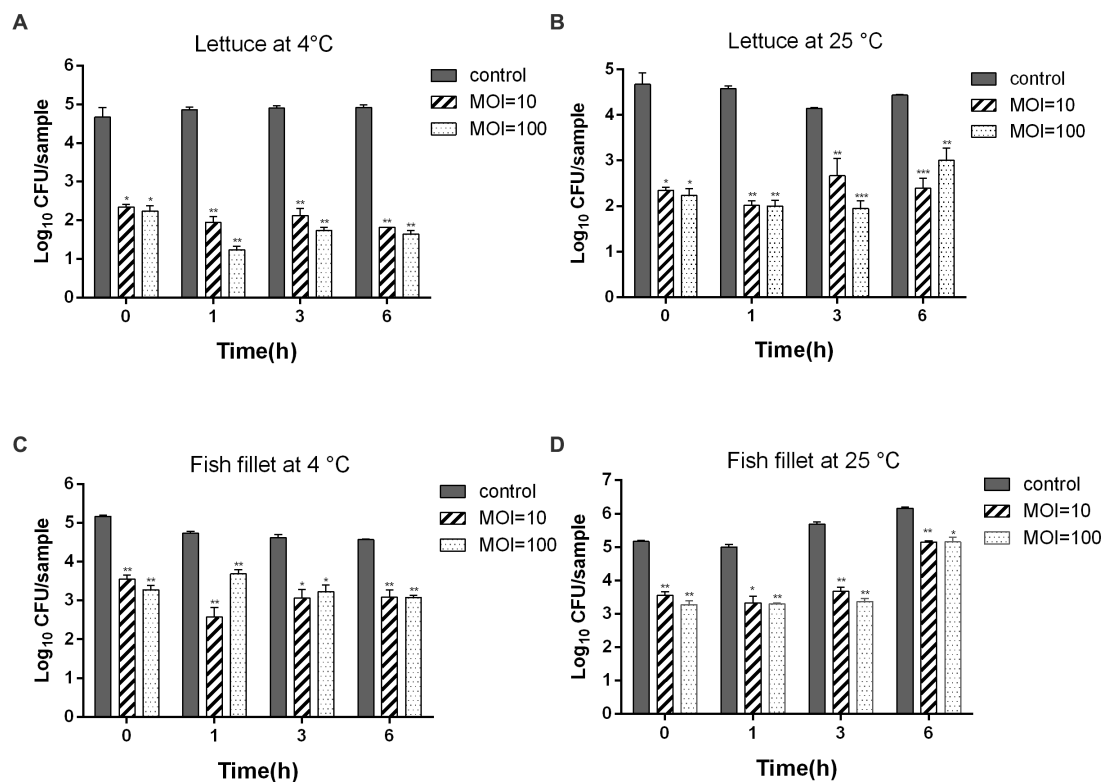 A
Lettuce at 4°C
6
5
4
3
2
1
0
Log10 CFU/sample
* *
** **
** **
** **
0 1 3 6
Time(h)
control
MOI=10
MOI=100
B
Lettuce at 25 °C
5
4
3
2
1
0
Log10 CFU/sample
* *
** **
** ***
*** **
0 1 3 6
Time(h)
control
MOI=10
MOI=100
C
Fish fillet at 4 °C
6
5
4
3
2
1
0
Log10 CFU/sample
** **
** **
* *
** **
0 1 3 6
Time(h)
control
MOI=10
MOI=100
D
Fish fillet at 25 °C
7
6
5
4
3
2
1
0
Log10 CFU/sample
** **
* **
** **
** *
0 1 3 6
Time(h)
control
MOI=10
MOI=100